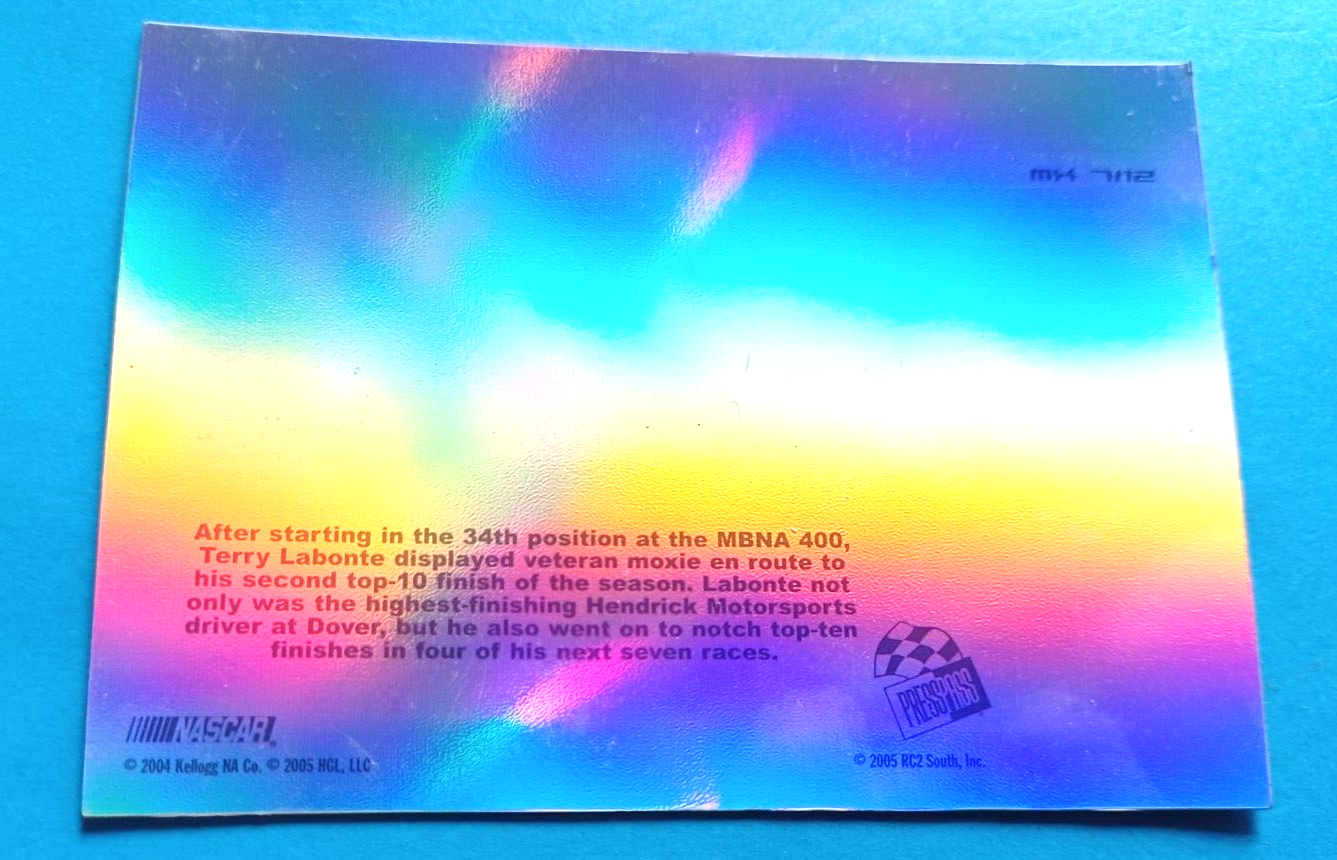 MX 7/12
After starting in the 34th position at the MBNA 400,
Terry Labonte displayed veteran moxie en route to
his second top-10 finish of the season. Labonte not
only was the highest-finishing Hendrick Motorsports
driver at Dover, but he also went on to notch top-ten
finishes in four of his next seven races.
PRESS PASS
NASCAR
© 2004 Kellogg NA Co. © 2005 HGL, LLC
© 2005 RC2 South, Inc.